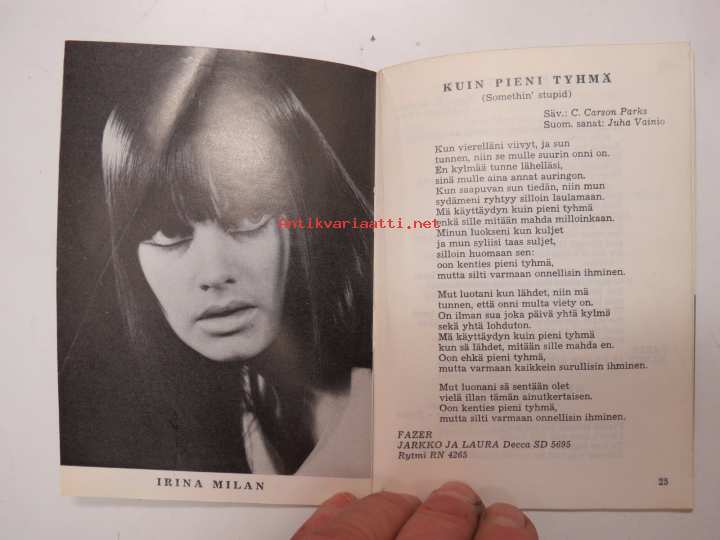 IRINA MILAN
KUIN PIENI TYHMÄ
(Somethin' stupid)
Säv.: C. Carson Parks
Suom. sanat: Juha Vainio
Kun vierelläni viivyt, ja sun
tunnen, niin se mulle suurin onni on.
En kylmää tunne lähelläsi,
sinä mulle aina annat auringon.
Kun saapuvan sun tiedän, niin mun
sydämeni ryhtyy silloin laulamaan.
Mä käyttäydyn kuin pieni tyhmä
enkä sille mitään mahda milloinkaan.
Minun luokseni kun kuljet
ja mun syliisi taas suljet,
silloin huomaan sen:
oon kenties pieni tyhmä,
mutta silti varmaan onnellisin ihminen.
Mut luotani kun lähdet, niin mä
tunnen, että onni multa viety on.
On ilman sua joka päivä yhtä kylmä
sekä yhtä lohduton.
Mä käyttäydyn kuin pieni tyhmä
kun sä lähdet, mitään sille mahda en.
Oon ehkä pieni tyhmä,
mutta varmaan kaikkein surullisin ihminen.
Mut luonani sä sentään olet
vielä illan tämän ainutkertaisen.
Oon kenties pieni tyhmä,
mutta silti varmaan onnellisin ihminen.
FAZER
JARKKO JA LAURA Decca SD 5695
Rytmi RN 4265
25
antikvariaatti.net